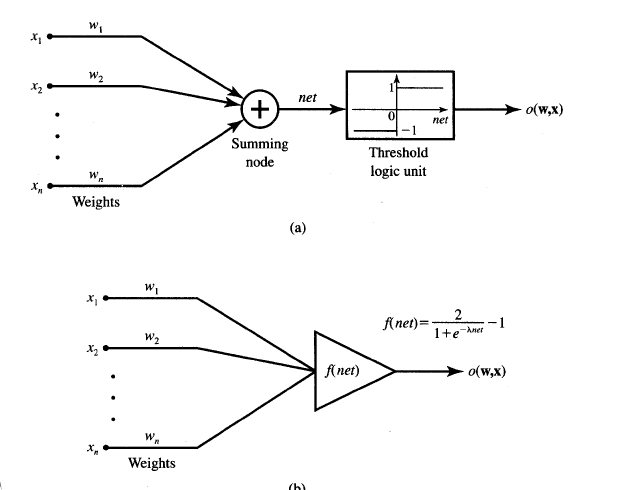 x1 w1
x2 w2
xn wn
Weights
+
Summing
node
net
1
0 net
−1
Threshold
logic unit
o(w,x)
(a)
x1 w1
x2 w2
xn wn
Weights
f(net)
f(net)= 2/(1+e^−λnet) −1
o(w,x)
(b)